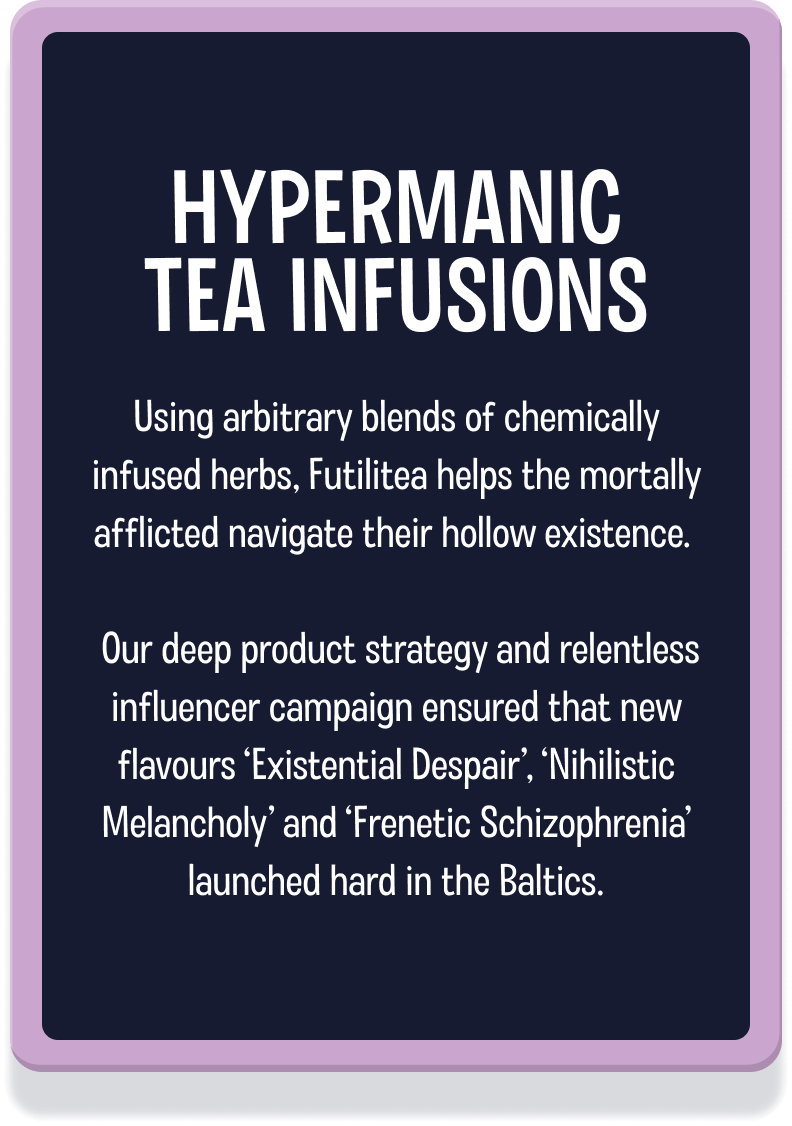 HYPERMANIC
TEA INFUSIONS
Using arbitrary blends of chemically
infused herbs, Futilitea helps the mortally
afflicted navigate their hollow existence.
Our deep product strategy and relentless
influencer campaign ensured that new
flavours ‘Existential Despair’, ‘Nihilistic
Melancholy’ and ‘Frenetic Schizophrenia’
launched hard in the Baltics.